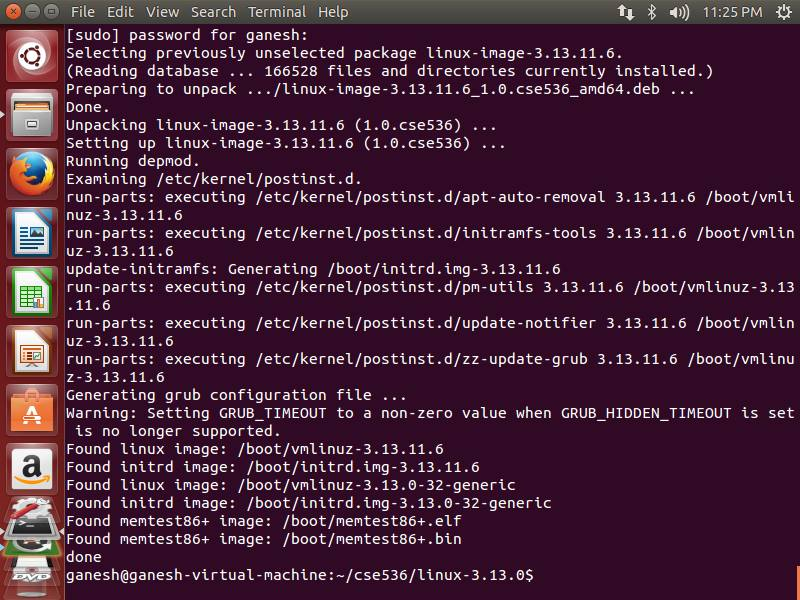 File Edit View Search Terminal Help 11:25 PM
[sudo] password for ganesh:
Selecting previously unselected package linux-image-3.13.11.6.
(Reading database ... 166528 files and directories currently installed.)
Preparing to unpack .../linux-image-3.13.11.6_1.0.cse536_amd64.deb ...
Done.
Unpacking linux-image-3.13.11.6 (1.0.cse536) ...
Setting up linux-image-3.13.11.6 (1.0.cse536) ...
Running depmod.
Examining /etc/kernel/postinst.d.
run-parts: executing /etc/kernel/postinst.d/apt-auto-removal 3.13.11.6 /boot/vmli
nuz-3.13.11.6
run-parts: executing /etc/kernel/postinst.d/initramfs-tools 3.13.11.6 /boot/vmlin
uz-3.13.11.6
update-initramfs: Generating /boot/initrd.img-3.13.11.6
run-parts: executing /etc/kernel/postinst.d/pm-utils 3.13.11.6 /boot/vmlinuz-3.13
.11.6
run-parts: executing /etc/kernel/postinst.d/update-notifier 3.13.11.6 /boot/vmlin
uz-3.13.11.6
run-parts: executing /etc/kernel/postinst.d/zz-update-grub 3.13.11.6 /boot/vmlinu
z-3.13.11.6
Generating grub configuration file ...
Warning: Setting GRUB_TIMEOUT to a non-zero value when GRUB_HIDDEN_TIMEOUT is set
 is no longer supported.
Found linux image: /boot/vmlinuz-3.13.11.6
Found initrd image: /boot/initrd.img-3.13.11.6
Found linux image: /boot/vmlinuz-3.13.0-32-generic
Found initrd image: /boot/initrd.img-3.13.0-32-generic
Found memtest86+ image: /boot/memtest86+.elf
Found memtest86+ image: /boot/memtest86+.bin
done
ganesh@ganesh-virtual-machine:~/cse536/linux-3.13.0$
A
a
>_
DVD